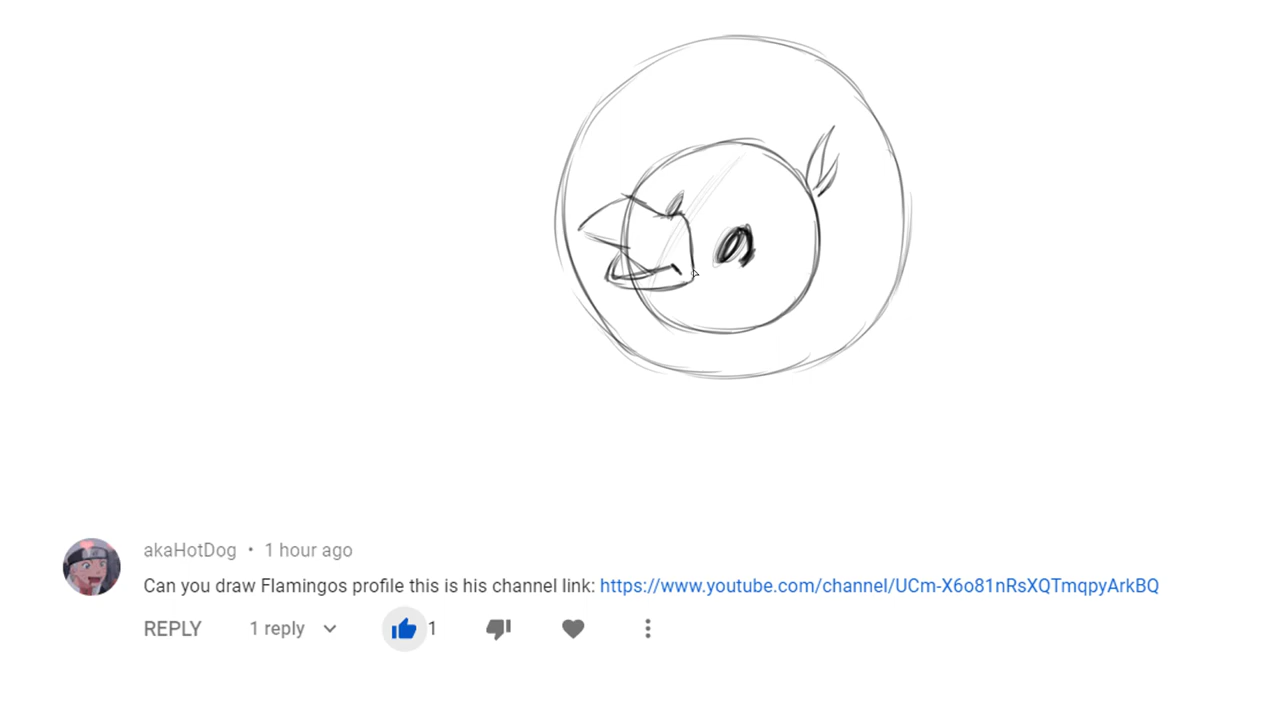 akaHotDog • 1 hour ago
Can you draw Flamingos profile this is his channel link: https://www.youtube.com/channel/UCm-X6o81nRsXQTmqpyArkBQ
REPLY 1 reply 1